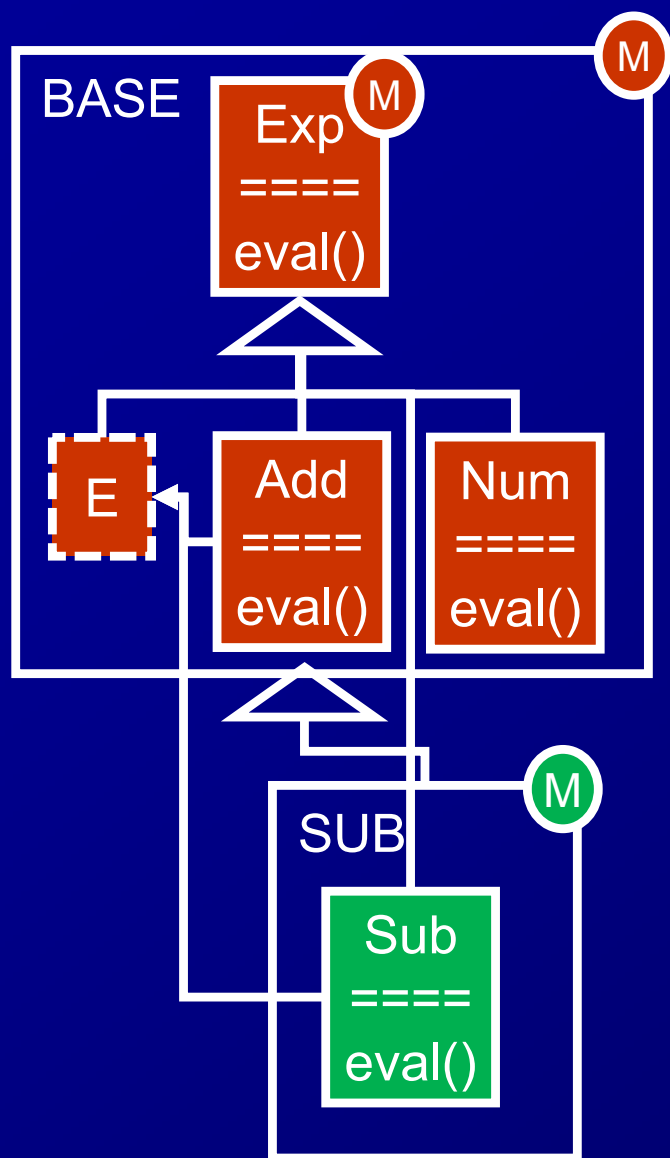 M
BASE
M
Exp
====
eval()
E
Add
====
eval()
Num
====
eval()
M
SUB
Sub
====
eval()